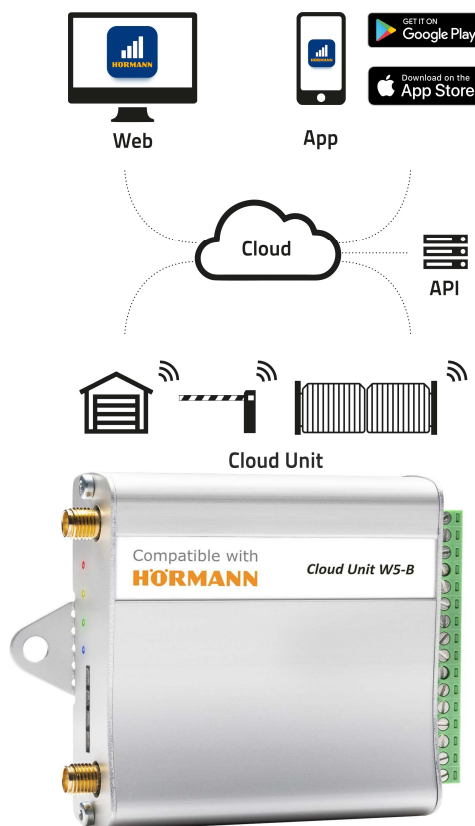 HÖRMANN
HÖRMANN
GET IT ON
Google Play
Download on the
App Store
Web
App
Cloud
API
Cloud Unit
Compatible with
HÖRMANN
Cloud Unit W5-B